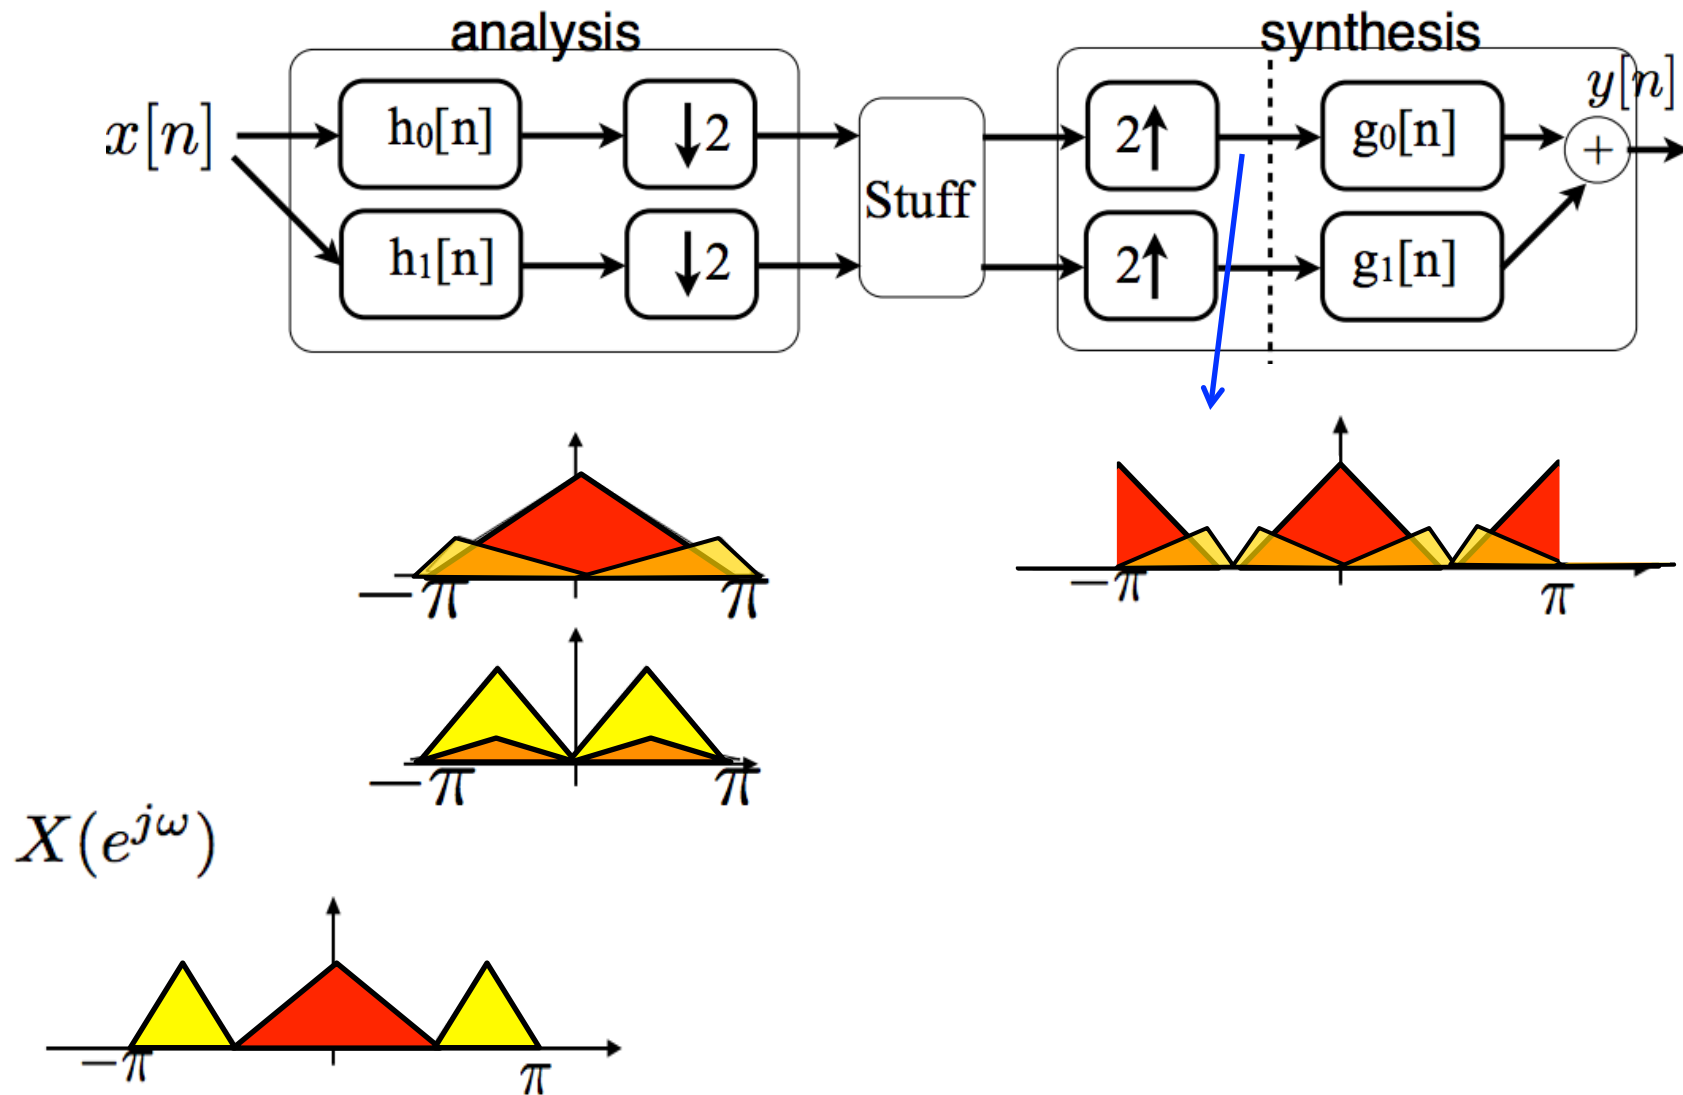 analysis synthesis
x[n] h₀[n] ↓2 2↑ g₀[n] + y[n]
Stuff
h₁[n] ↓2 2↑ g₁[n]
−π π −π π
−π π
X(e^{jω})
−π π